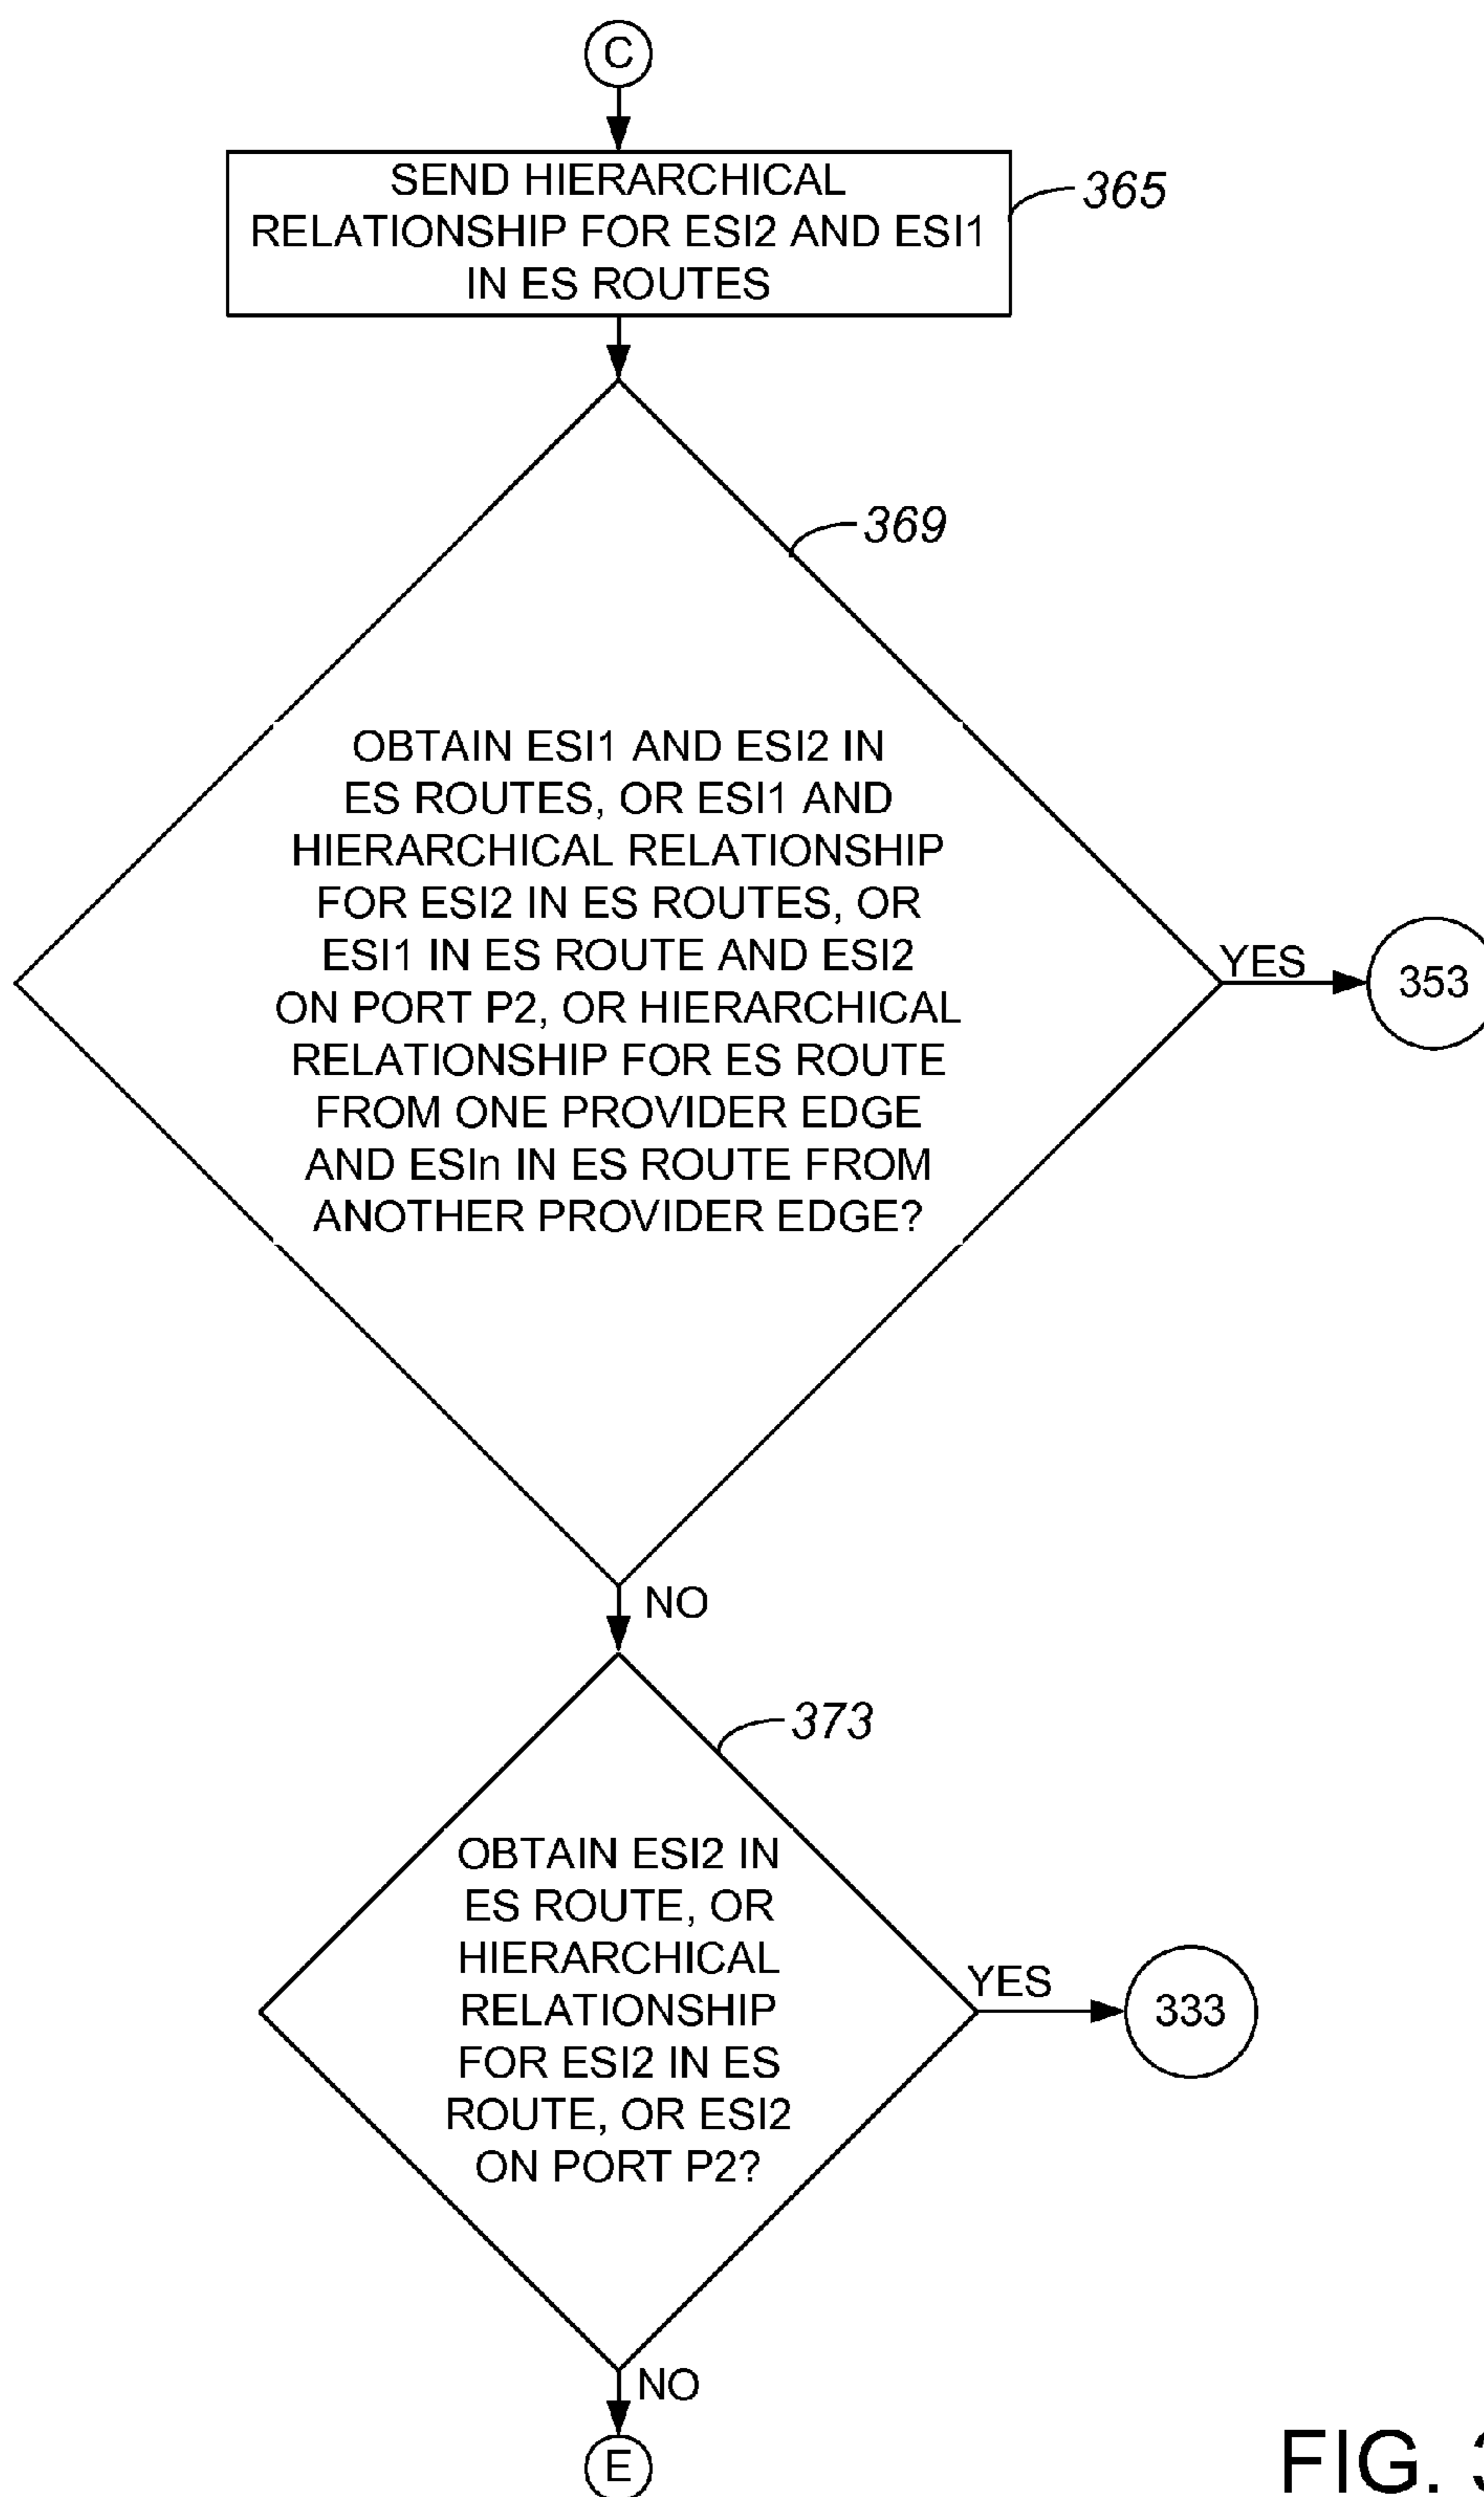 C
SEND HIERARCHICAL
RELATIONSHIP FOR ESI2 AND ESI1
IN ES ROUTES
365
369
OBTAIN ESI1 AND ESI2 IN
ES ROUTES, OR ESI1 AND
HIERARCHICAL RELATIONSHIP
FOR ESI2 IN ES ROUTES, OR
ESI1 IN ES ROUTE AND ESI2
ON PORT P2, OR HIERARCHICAL
RELATIONSHIP FOR ES ROUTE
FROM ONE PROVIDER EDGE
AND ESIn IN ES ROUTE FROM
ANOTHER PROVIDER EDGE?
YES
353
NO
373
OBTAIN ESI2 IN
ES ROUTE, OR
HIERARCHICAL
RELATIONSHIP
FOR ESI2 IN ES
ROUTE, OR ESI2
ON PORT P2?
YES
333
NO
E
FIG.